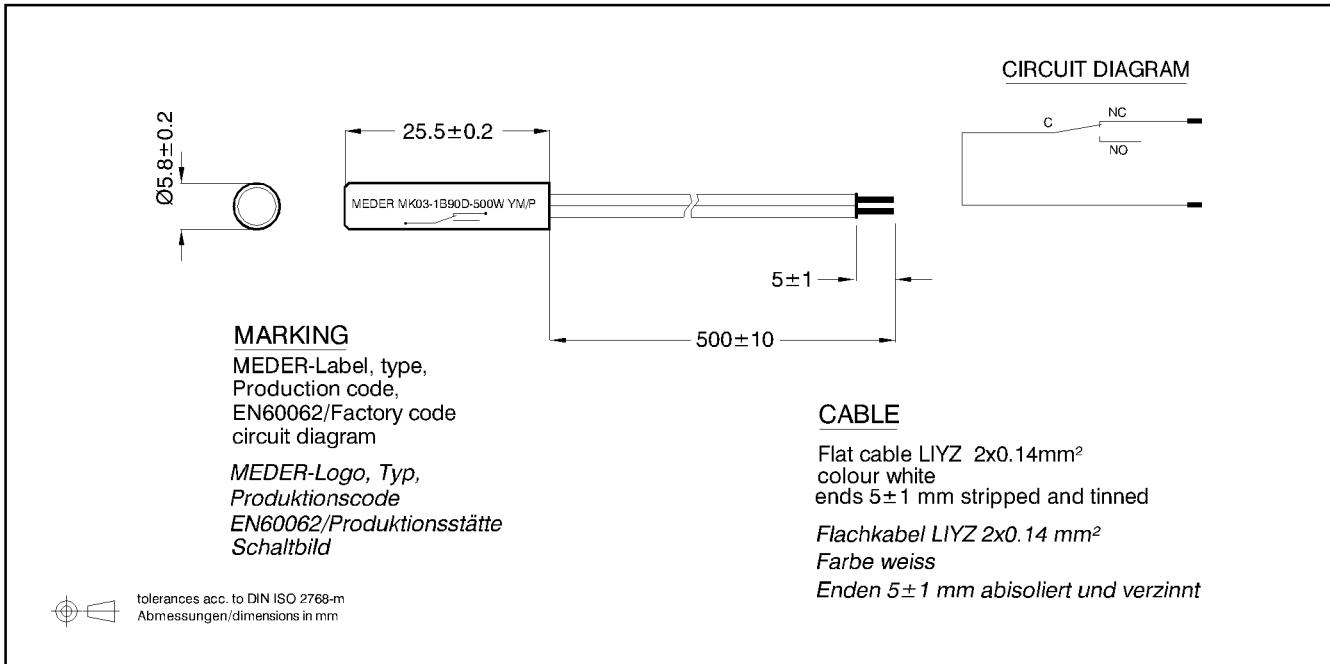 CIRCUIT DIAGRAM
C
NC
NO
Ø5.8±0.2
25.5±0.2
MEDER MK03-1B90D-500W YM/P
5±1
500±10
MARKING
MEDER-Label, type,
Production code,
EN60062/Factory code
circuit diagram
MEDER-Logo, Typ,
Produktionscode
EN60062/Produktionsstätte
Schaltbild
CABLE
Flat cable LIYZ 2x0.14mm²
colour white
ends 5±1 mm stripped and tinned
Flachkabel LIYZ 2x0.14 mm²
Farbe weiss
Enden 5±1 mm abisoliert und verzinnt
tolerances acc. to DIN ISO 2768-m
Abmessungen/dimensions in mm